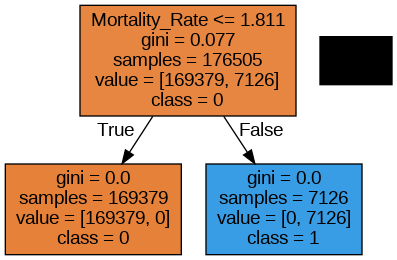 Mortality_Rate <= 1.811
gini = 0.077
samples = 176505
value = [169379, 7126]
class = 0
True
False
gini = 0.0
samples = 169379
value = [169379, 0]
class = 0
gini = 0.0
samples = 7126
value = [0, 7126]
class = 1